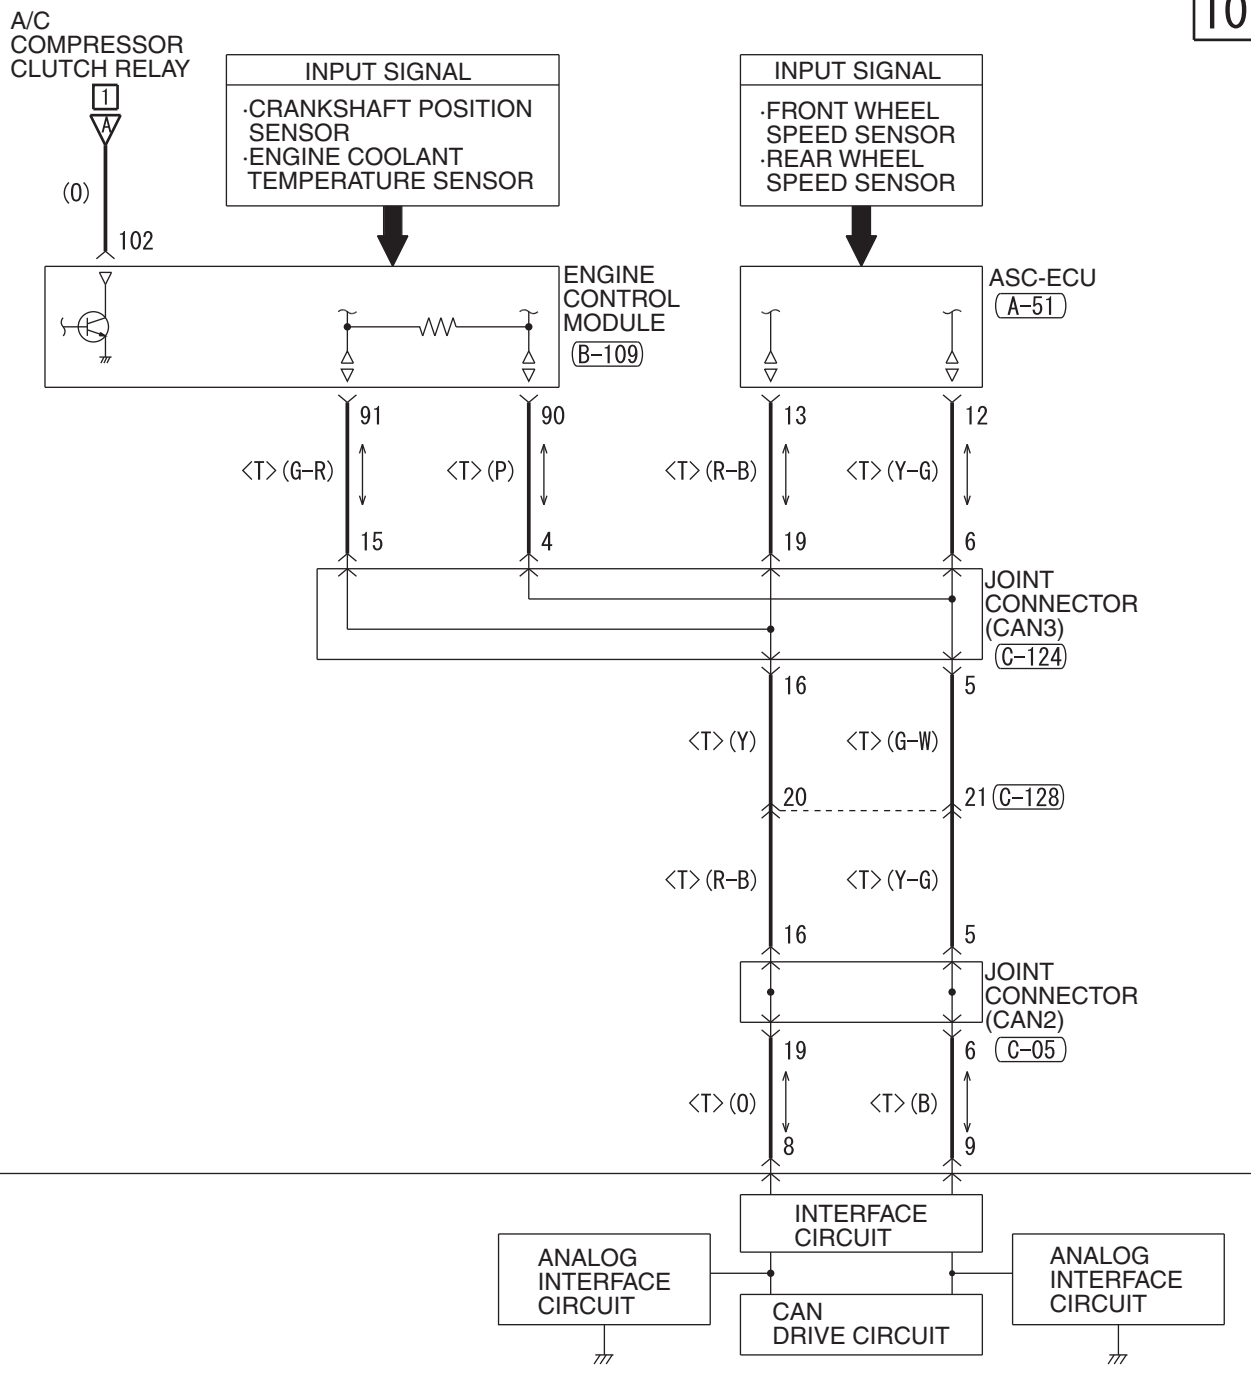 10
A/C
COMPRESSOR
CLUTCH RELAY
1
A
(O)
102
INPUT SIGNAL
·CRANKSHAFT POSITION
SENSOR
·ENGINE COOLANT
TEMPERATURE SENSOR
INPUT SIGNAL
·FRONT WHEEL
SPEED SENSOR
·REAR WHEEL
SPEED SENSOR
ENGINE
CONTROL
MODULE
B-109
ASC-ECU
A-51
91
90
13
12
<T>(G-R)
<T>(P)
<T>(R-B)
<T>(Y-G)
15
4
19
6
JOINT
CONNECTOR
(CAN3)
C-124
16
5
<T>(Y)
<T>(G-W)
20
21
C-128
<T>(R-B)
<T>(Y-G)
16
5
JOINT
CONNECTOR
(CAN2)
C-05
19
6
<T>(O)
<T>(B)
8
9
INTERFACE
CIRCUIT
ANALOG
INTERFACE
CIRCUIT
CAN
DRIVE CIRCUIT
ANALOG
INTERFACE
CIRCUIT